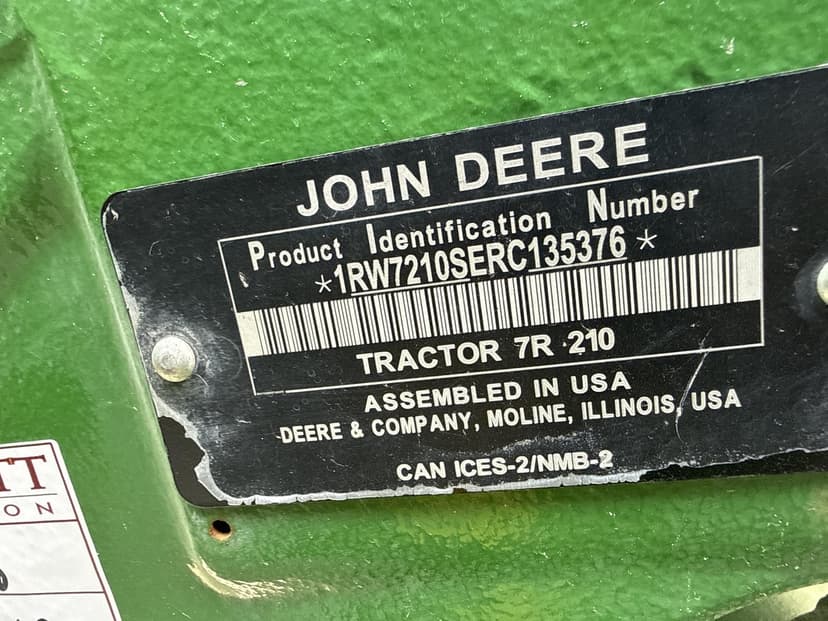 JOHN DEERE
Product Identification Number
*1RW7210SERC135376*
TRACTOR 7R 210
ASSEMBLED IN USA
DEERE & COMPANY, MOLINE, ILLINOIS, USA
CAN ICES-2/NMB-2